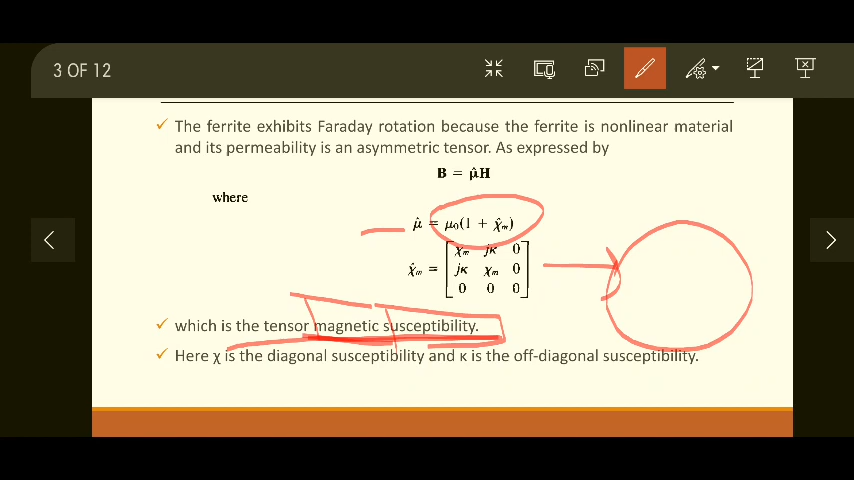 3 OF 12
✓ The ferrite exhibits Faraday rotation because the ferrite is nonlinear material
and its permeability is an asymmetric tensor. As expressed by
B = μ̂H
where
μ̂ = μ₀(1 + χ̂ₘ)
χ̂ₘ = [χₘ jκ 0
jκ χₘ 0
0 0 0]
✓ which is the tensor magnetic susceptibility.
✓ Here χ is the diagonal susceptibility and κ is the off-diagonal susceptibility.